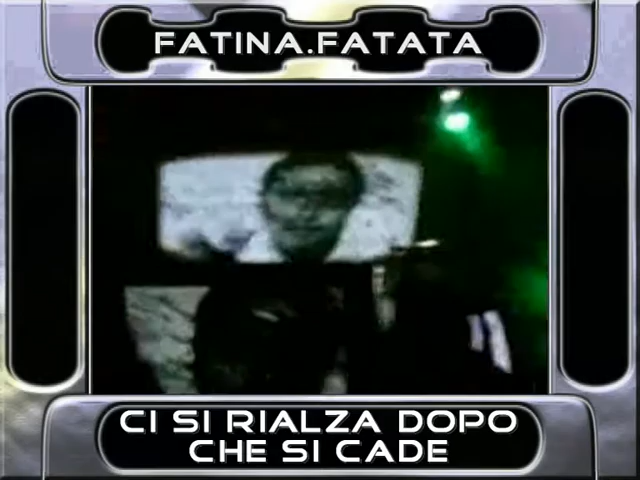 FATINA.FATATA
CI SI RIALZA DOPO
CHE SI CADE